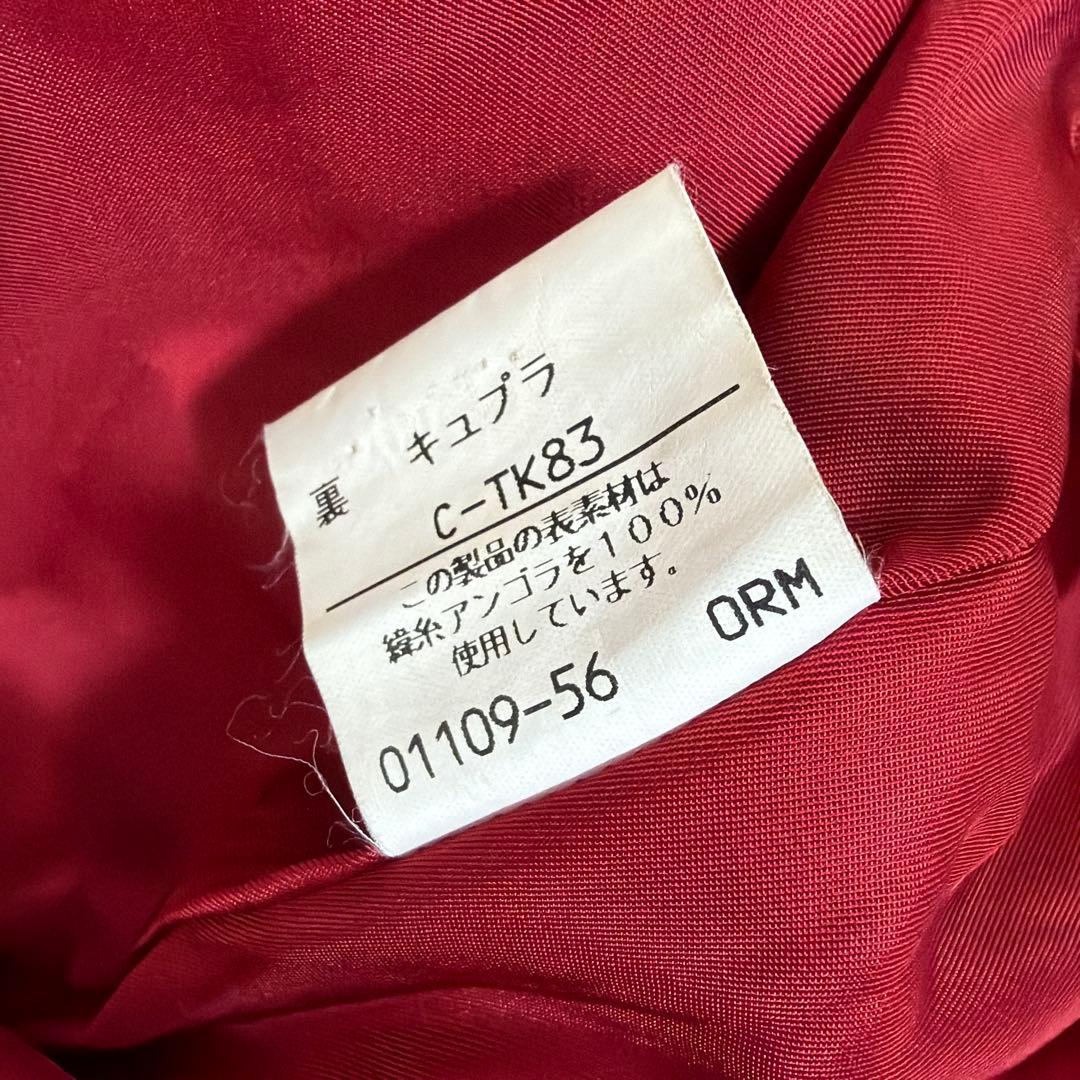 裏 キュプラ
C-TK83
この製品の表素材は
緯糸アンゴラを100%
使用しています。
01109-56 ORM